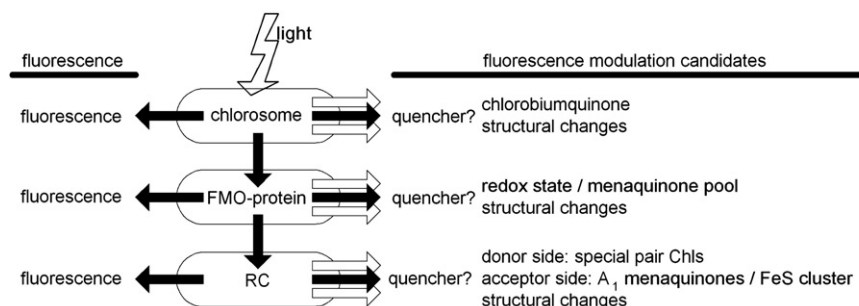 light
fluorescence
fluorescence modulation candidates
fluorescence
chlorosome
quencher?
chlorobiumquinone
structural changes
fluorescence
FMO-protein
quencher?
redox state / menaquinone pool
structural changes
fluorescence
RC
quencher?
donor side: special pair Chls
acceptor side: A1 menaquinones / FeS cluster
structural changes